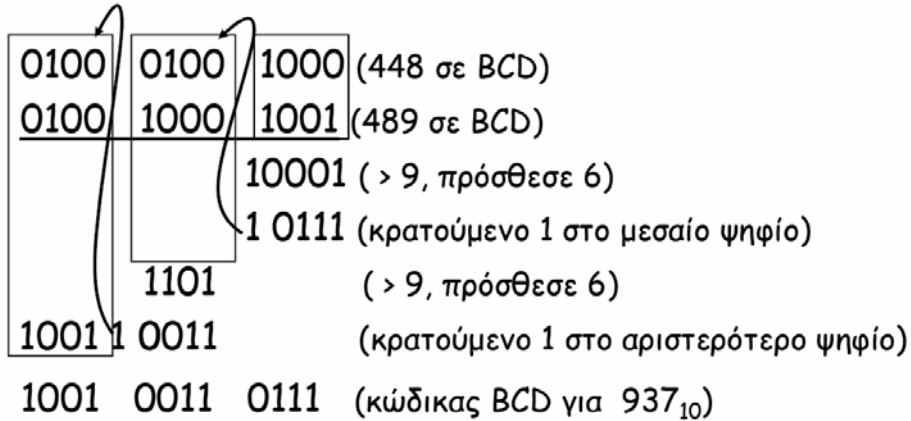 0100 0100 1000 (448 σε BCD)
0100 1000 1001 (489 σε BCD)
10001 ( > 9, πρόσθεσε 6)
1 0111 (κρατούμενο 1 στο μεσαίο ψηφίο)
1101 ( > 9, πρόσθεσε 6)
1001 1 0011 (κρατούμενο 1 στο αριστερότερο ψηφίο)
1001 0011 0111 (κώδικας BCD για 937₁₀)